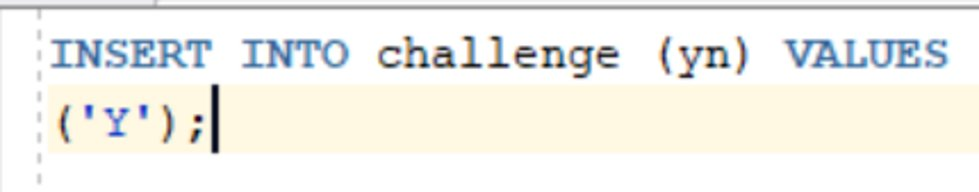 INSERT INTO challenge (yn) VALUES
('Y');